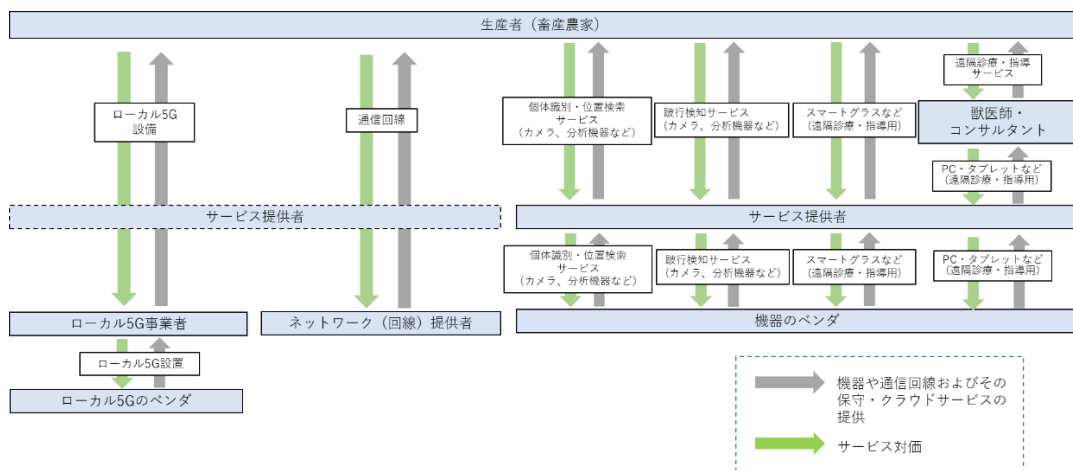 生産者（畜産農家）
ローカル5G
設備
通信回線
個体識別・位置検索
サービス
（カメラ、分析機器など）
跛行検知サービス
（カメラ、分析機器など）
スマートグラスなど
（遠隔診療・指導用）
遠隔診療・指導
サービス
獣医師・
コンサルタント
PC・タブレットなど
（遠隔診療・指導用）
サービス提供者
サービス提供者
個体識別・位置検索
サービス
（カメラ、分析機器など）
跛行検知サービス
（カメラ、分析機器など）
スマートグラスなど
（遠隔診療・指導用）
PC・タブレットなど
（遠隔診療・指導用）
ローカル5G事業者
ネットワーク（回線）提供者
機器のベンダ
ローカル5G設置
ローカル5Gのベンダ
機器や通信回線およびその
保守・クラウドサービスの
提供
サービス対価